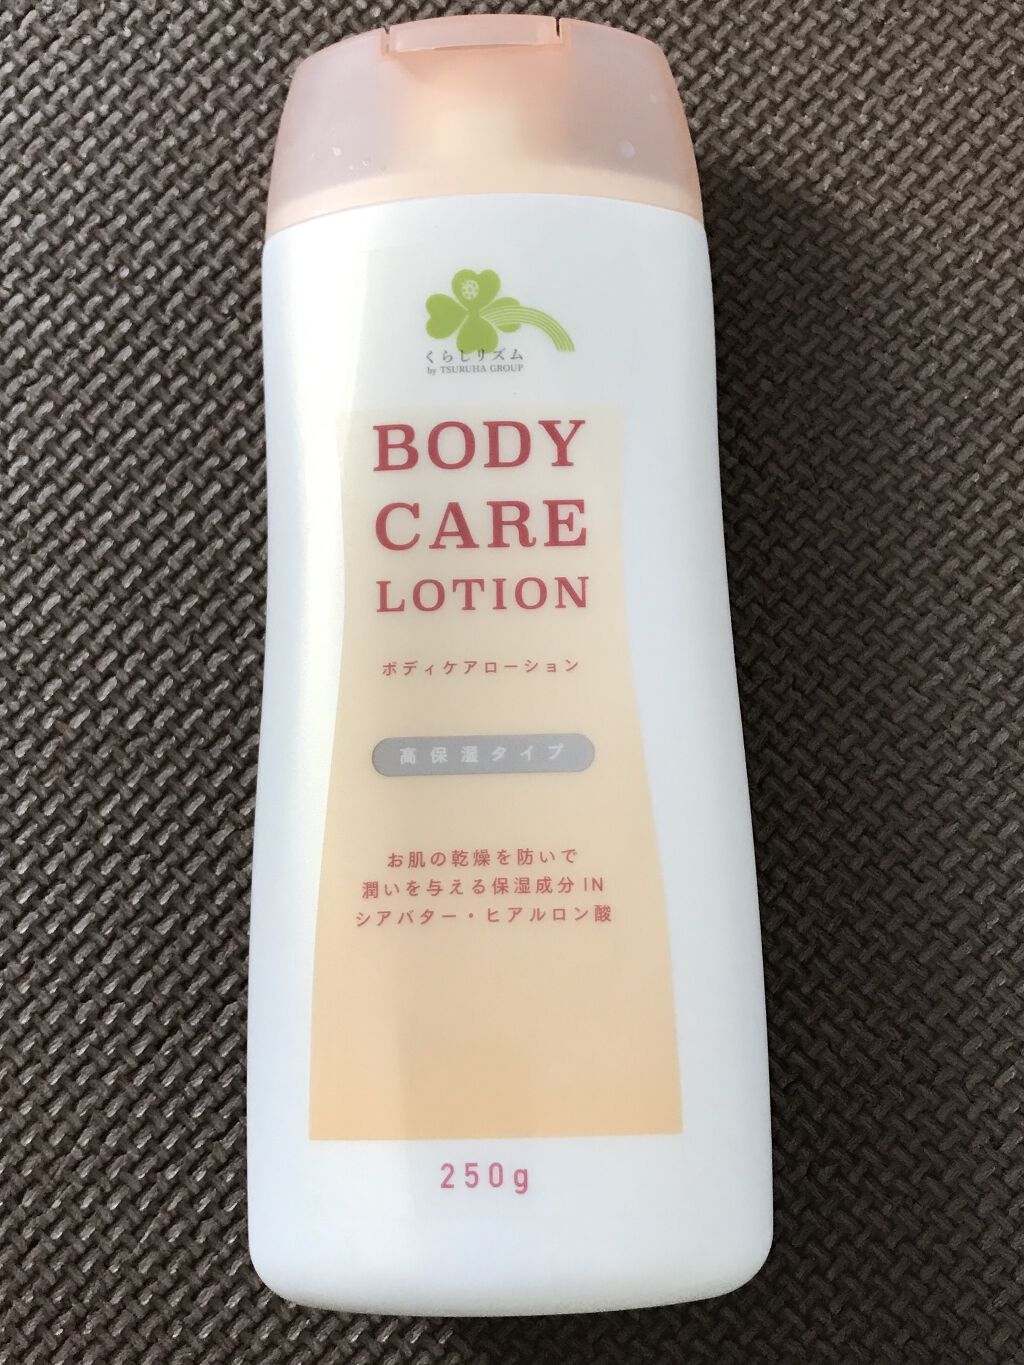 くらしリズム
by TSURUHA GROUP
BODY
CARE
LOTION
ボディケアローション
高保湿タイプ
お肌の乾燥を防いで
潤いを与える保湿成分IN
シアバター・ヒアルロン酸
250g